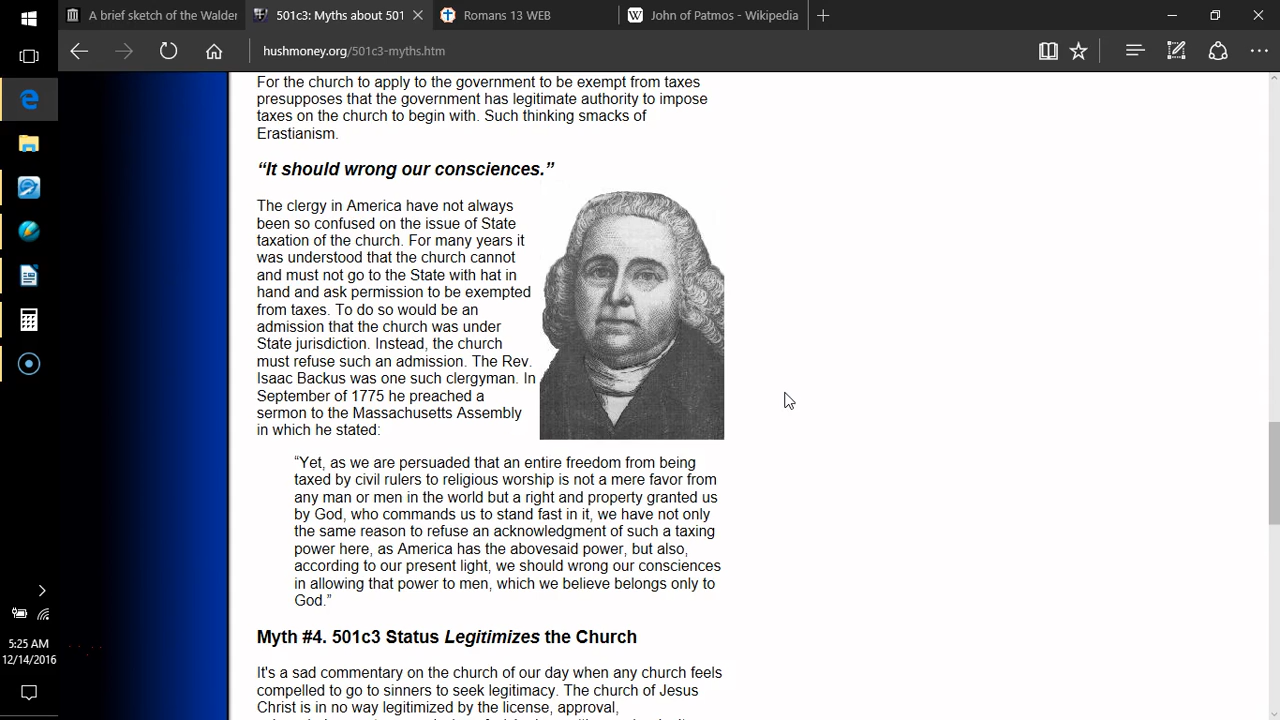 A brief sketch of the Walder
501c3: Myths about 501
Romans 13 WEB
John of Patmos - Wikipedia
hushmoney.org/501c3-myths.htm
For the church to apply to the government to be exempt from taxes
presupposes that the government has legitimate authority to impose
taxes on the church to begin with. Such thinking smacks of
Erastianism.
“It should wrong our consciences.”
The clergy in America have not always
been so confused on the issue of State
taxation of the church. For many years it
was understood that the church cannot
and must not go to the State with hat in
hand and ask permission to be exempted
from taxes. To do so would be an
admission that the church was under
State jurisdiction. Instead, the church
must refuse such an admission. The Rev.
Isaac Backus was one such clergyman. In
September of 1775 he preached a
sermon to the Massachusetts Assembly
in which he stated:
“Yet, as we are persuaded that an entire freedom from being
taxed by civil rulers to religious worship is not a mere favor from
any man or men in the world but a right and property granted us
by God, who commands us to stand fast in it, we have not only
the same reason to refuse an acknowledgment of such a taxing
power here, as America has the abovesaid power, but also,
according to our present light, we should wrong our consciences
in allowing that power to men, which we believe belongs only to
God.”
Myth #4. 501c3 Status Legitimizes the Church
It's a sad commentary on the church of our day when any church feels
compelled to go to sinners to seek legitimacy. The church of Jesus
Christ is in no way legitimized by the license, approval,
5:25 AM
12/14/2016